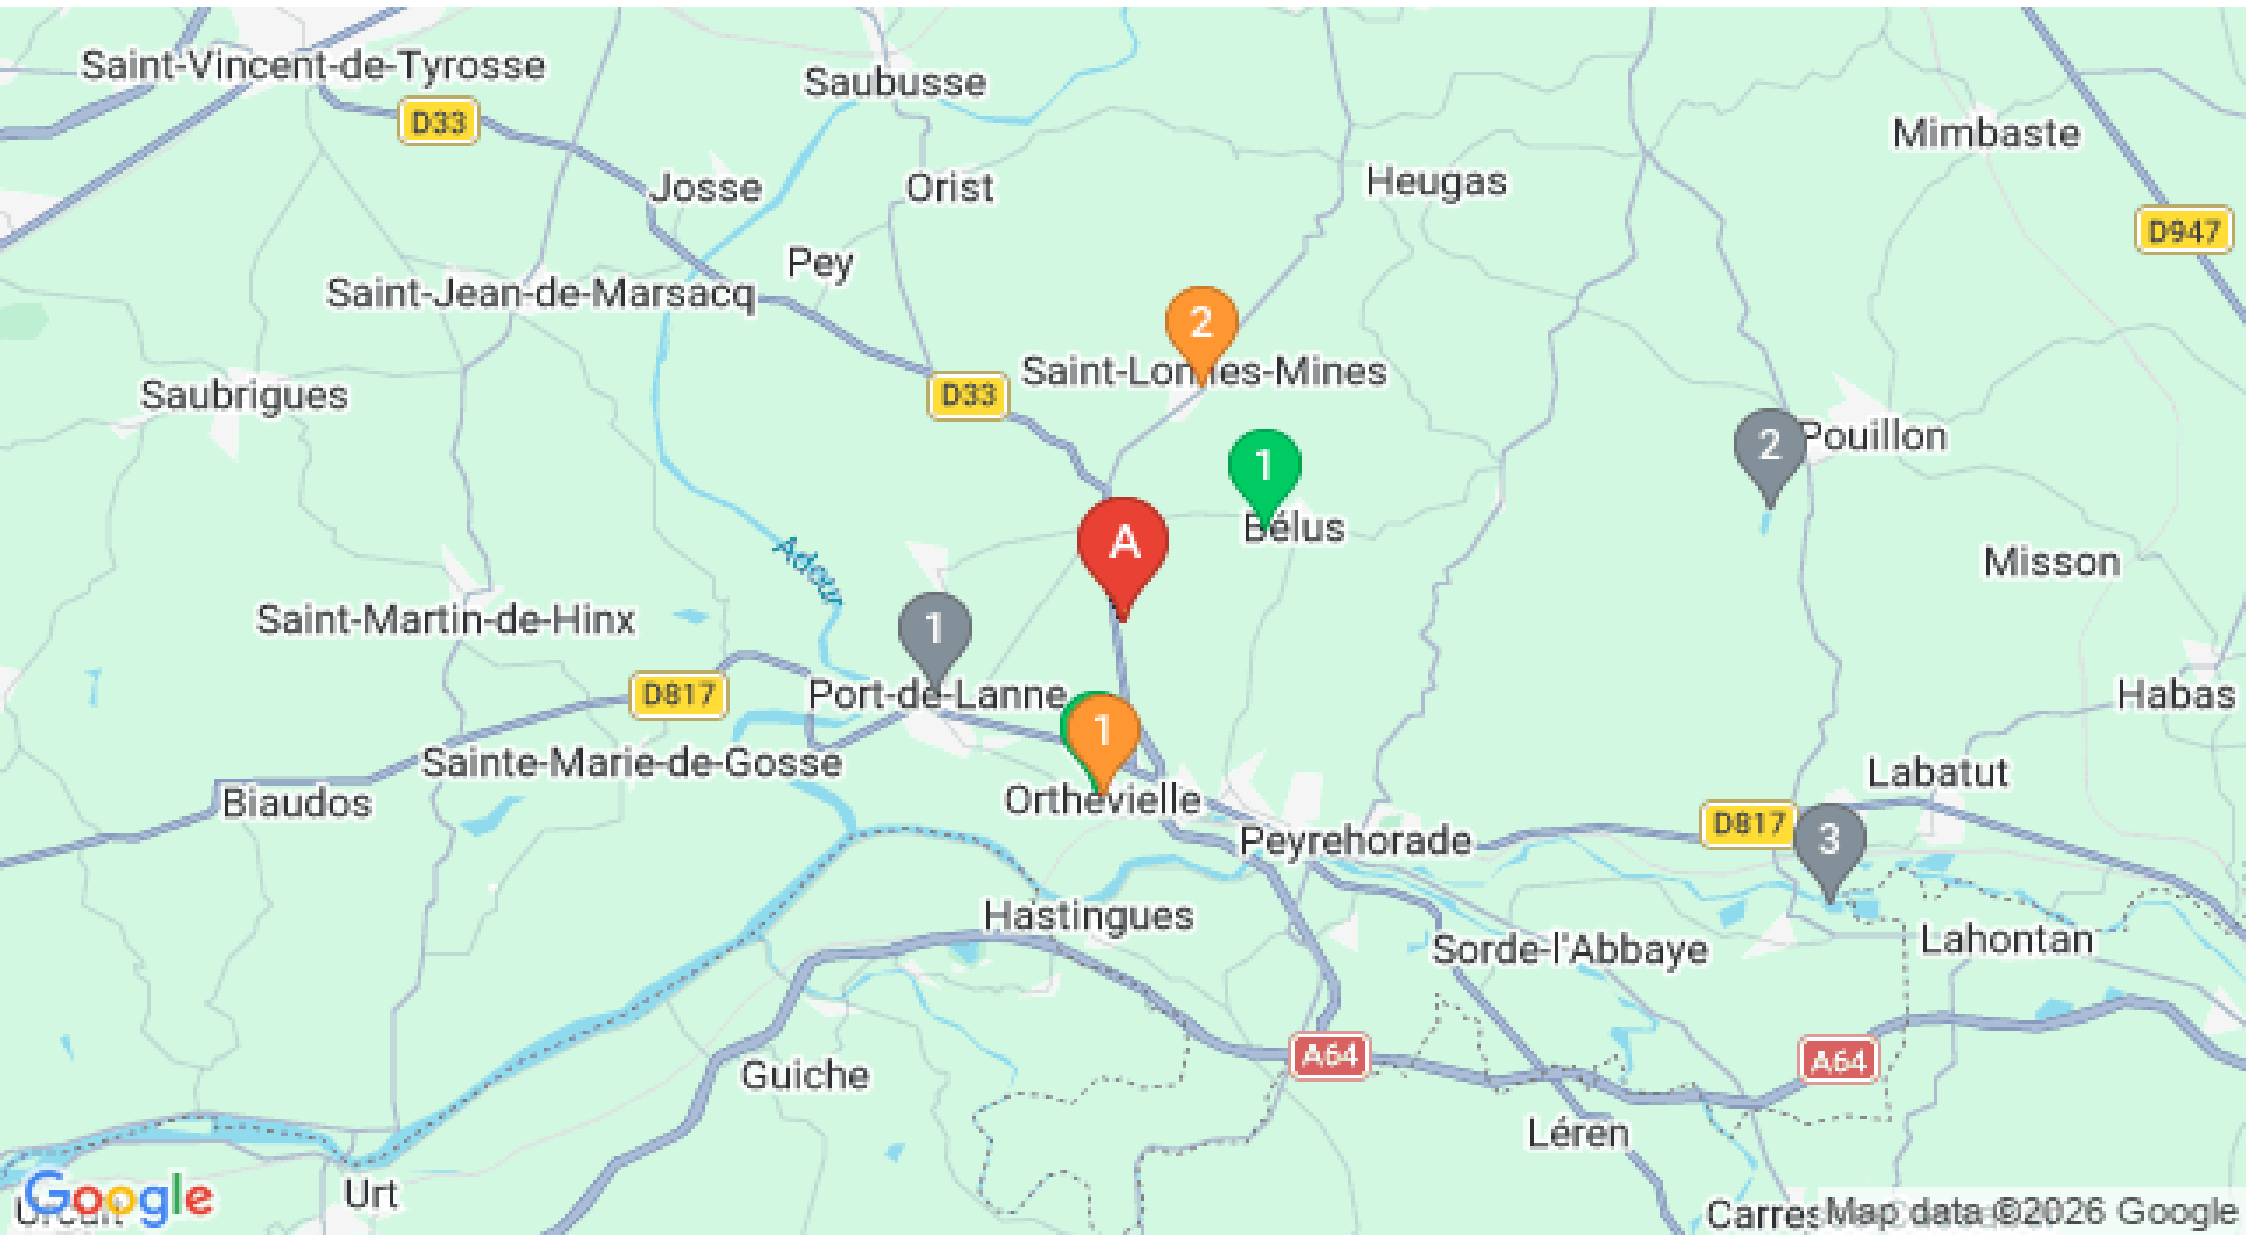 Saint-Vincent-de-Tyrosse
Saubusse
D33
Mimbaste
Josse
Orist
Heugas
D947
Pey
Saint-Jean-de-Marsacq
2
Saint-Lon-les-Mines
D33
Saubrigues
2
Pouillon
1
Bélus
A
Adour
Misson
Saint-Martin-de-Hinx
1
D817
Port-de-Lanne
Habas
1
Sainte-Marie-de-Gosse
Orthevielle
Biaudos
Labatut
D817
3
Peyrehorade
Hastingues
Sorde-l'Abbaye
Lahontan
A64
A64
Guiche
Léren
Urt
Google
Map data ©2026 Google